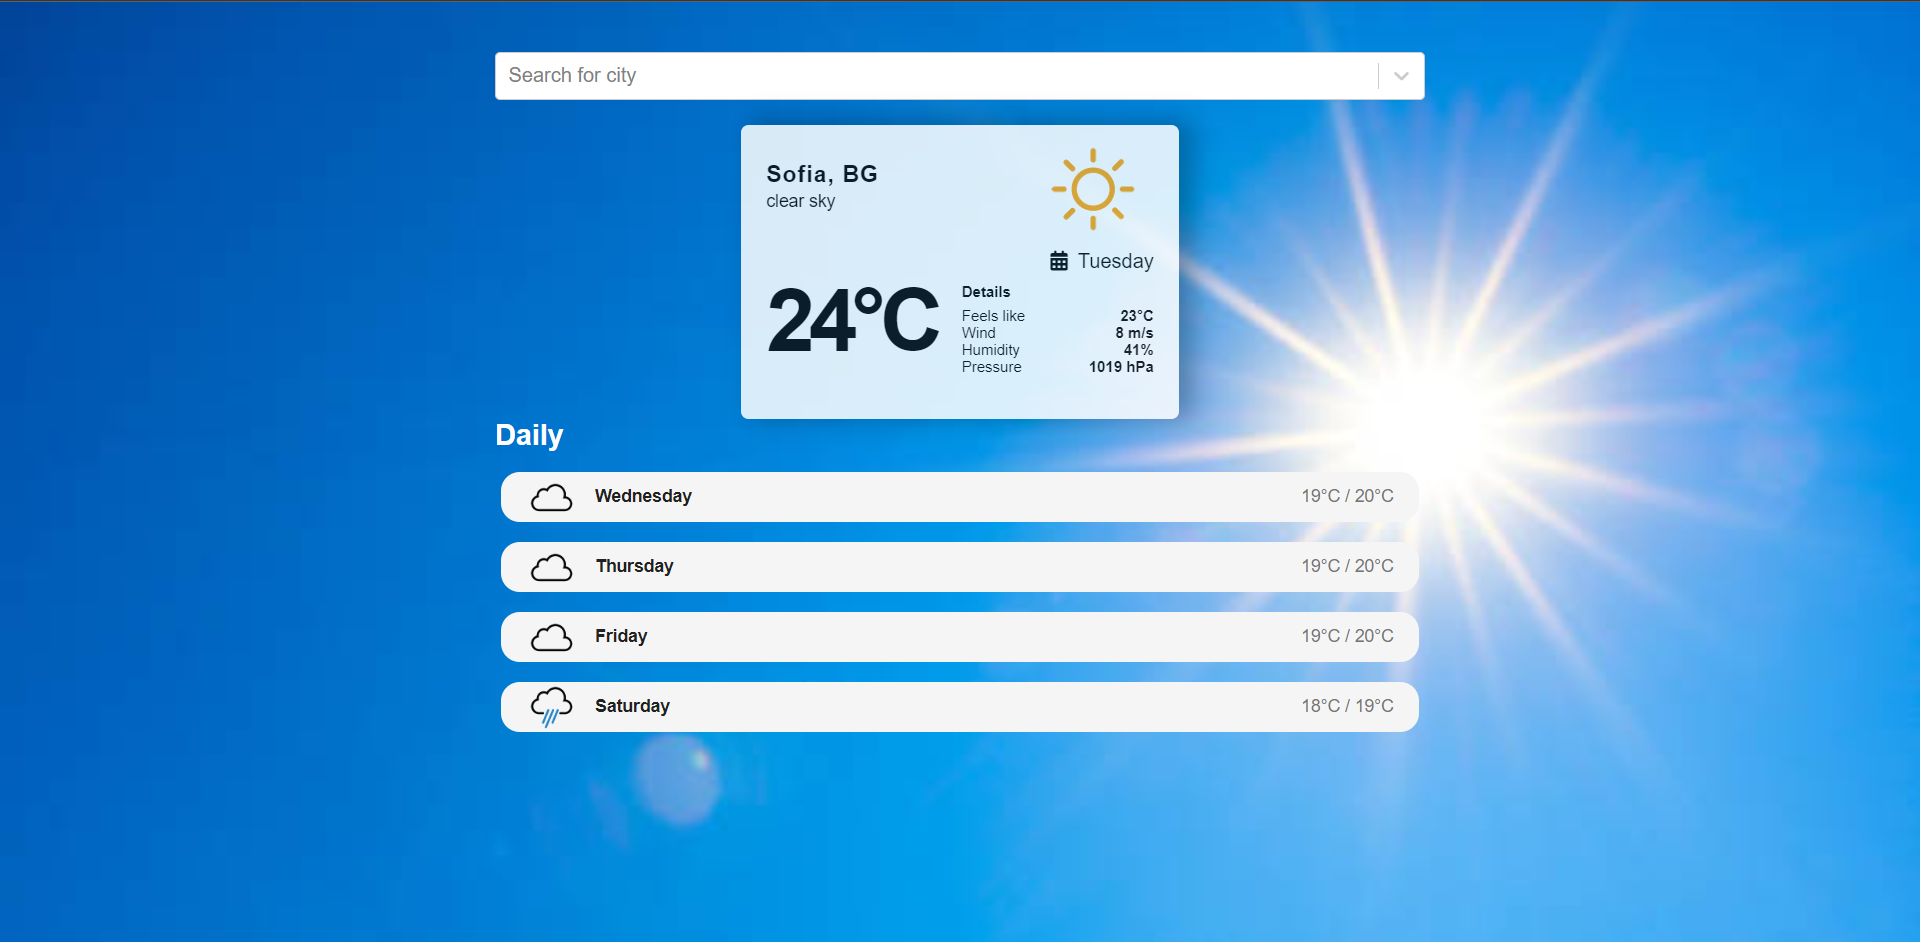 Search for city
Sofia, BG
clear sky
Tuesday
24°C
Details
Feels like 23°C
Wind 8 m/s
Humidity 41%
Pressure 1019 hPa
Daily
Wednesday 19°C / 20°C
Thursday 19°C / 20°C
Friday 19°C / 20°C
Saturday 18°C / 19°C